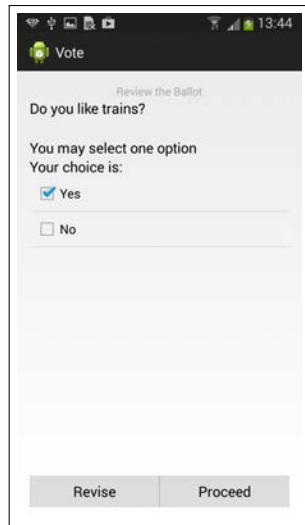 13:44
Vote
Review the Ballot
Do you like trains?
You may select one option
Your choice is:
Yes
No
Revise Proceed